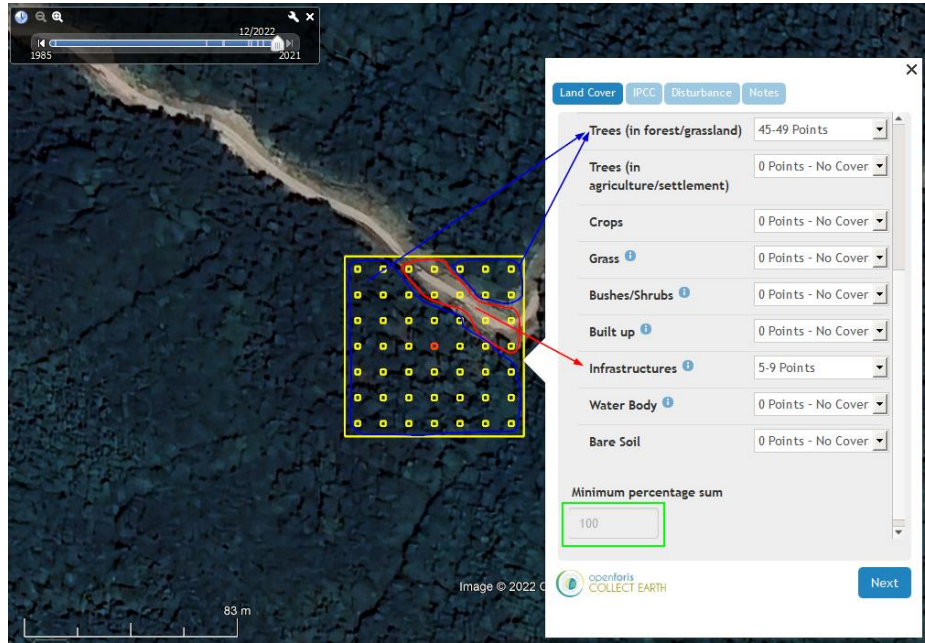 12/2022
1985
2021
Land Cover
IPCC
Disturbance
Notes
Trees (in forest/grassland)
45-49 Points
Trees (in
agriculture/settlement)
0 Points - No Cover
Crops
0 Points - No Cover
Grass
0 Points - No Cover
Bushes/Shrubs
0 Points - No Cover
Built up
0 Points - No Cover
Infrastructures
5-9 Points
Water Body
0 Points - No Cover
Bare Soil
0 Points - No Cover
Minimum percentage sum
100
openforis
COLLECT EARTH
Next
Image © 2022
83 m